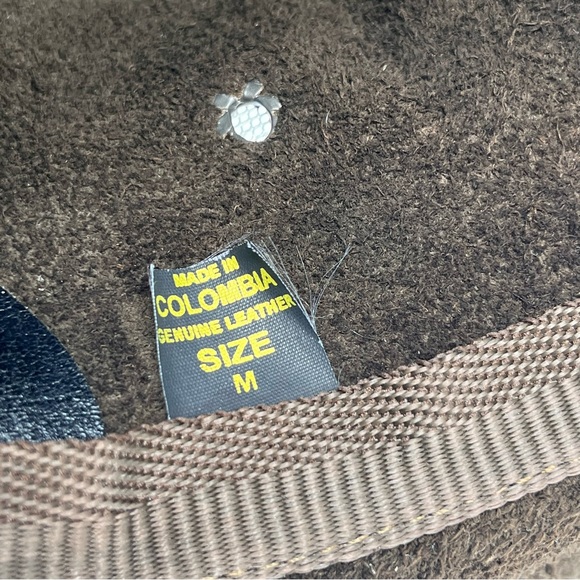 MADE IN
COLOMBIA
GENUINE LEATHER
SIZE
M